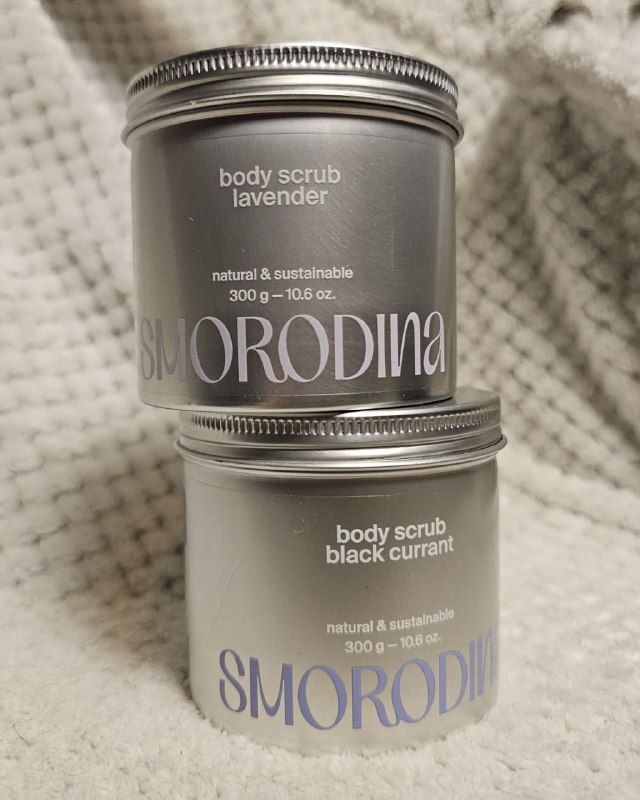 body scrub
lavender
natural & sustainable
300 g — 10.6 oz.
SMORODINa
body scrub
black currant
natural & sustainable
300 g — 10.6 oz.
SMORODIN